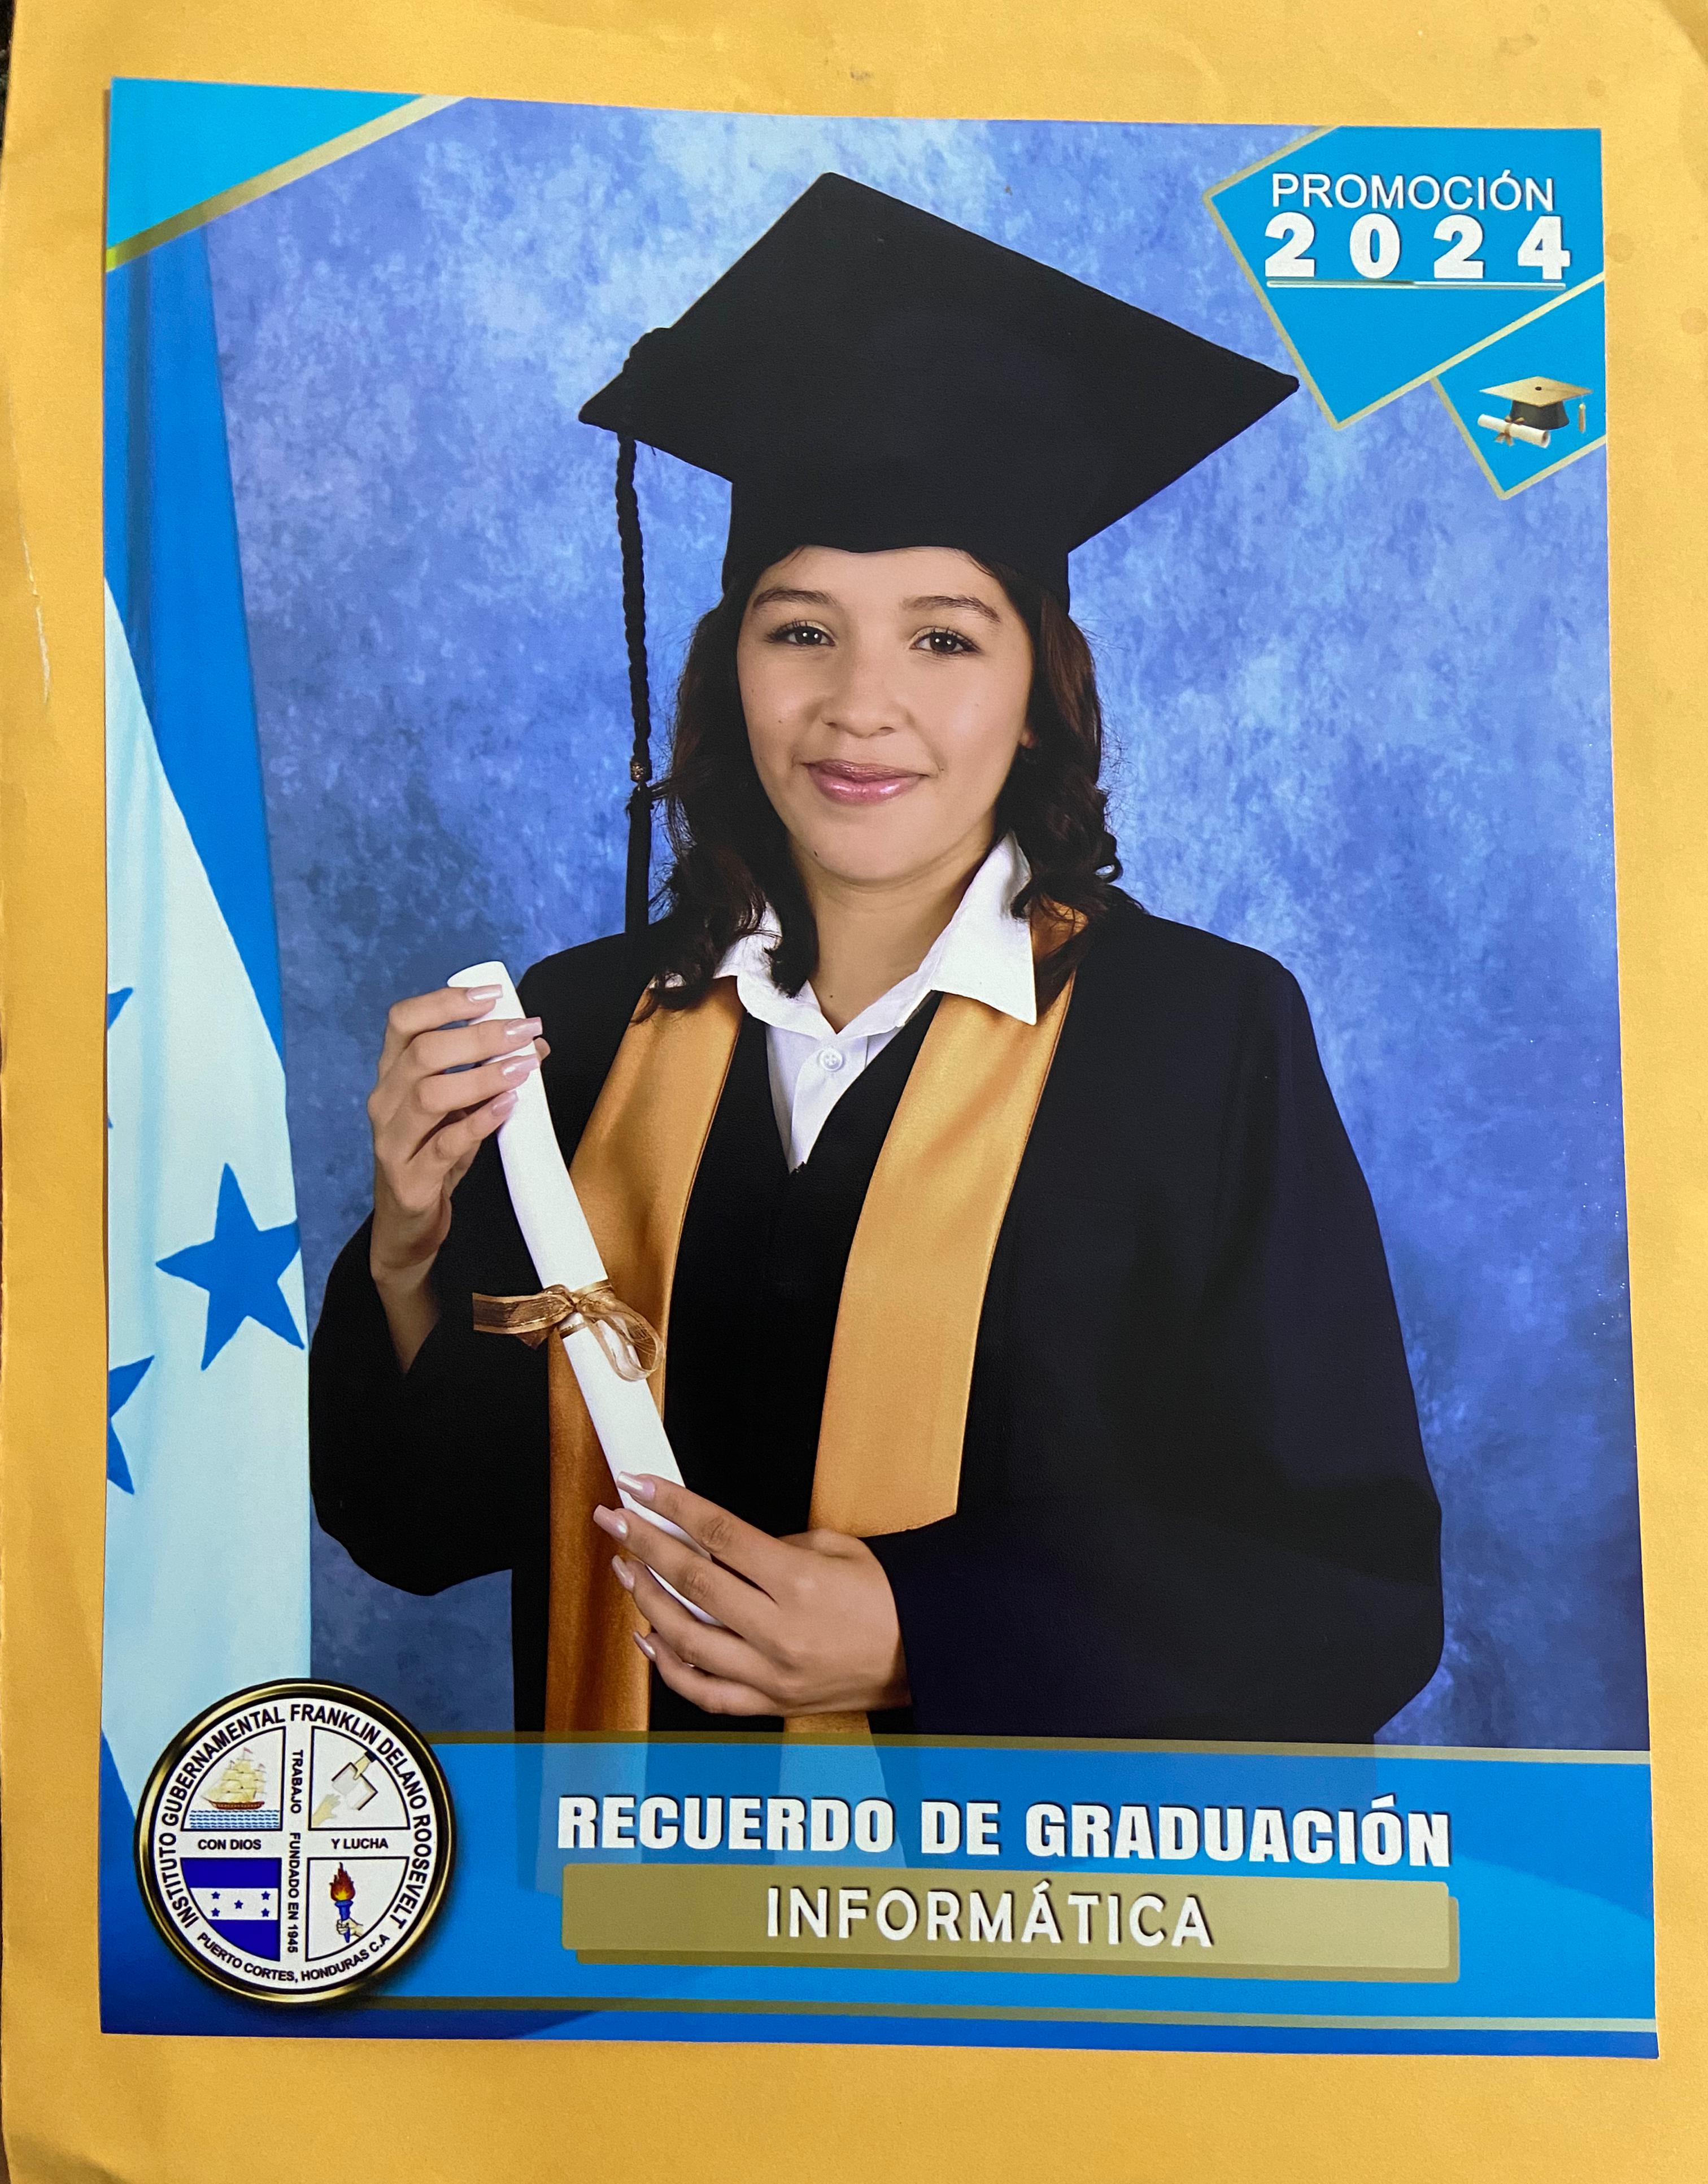 PROMOCIÓN
2024
INSTITUTO GUBERNAMENTAL FRANKLIN DELANO ROOSEVELT
TRABAJO
CON DIOS
Y LUCHA
FUNDADO EN 1945
PUERTO CORTES, HONDURAS C.A
RECUERDO DE GRADUACIÓN
INFORMÁTICA